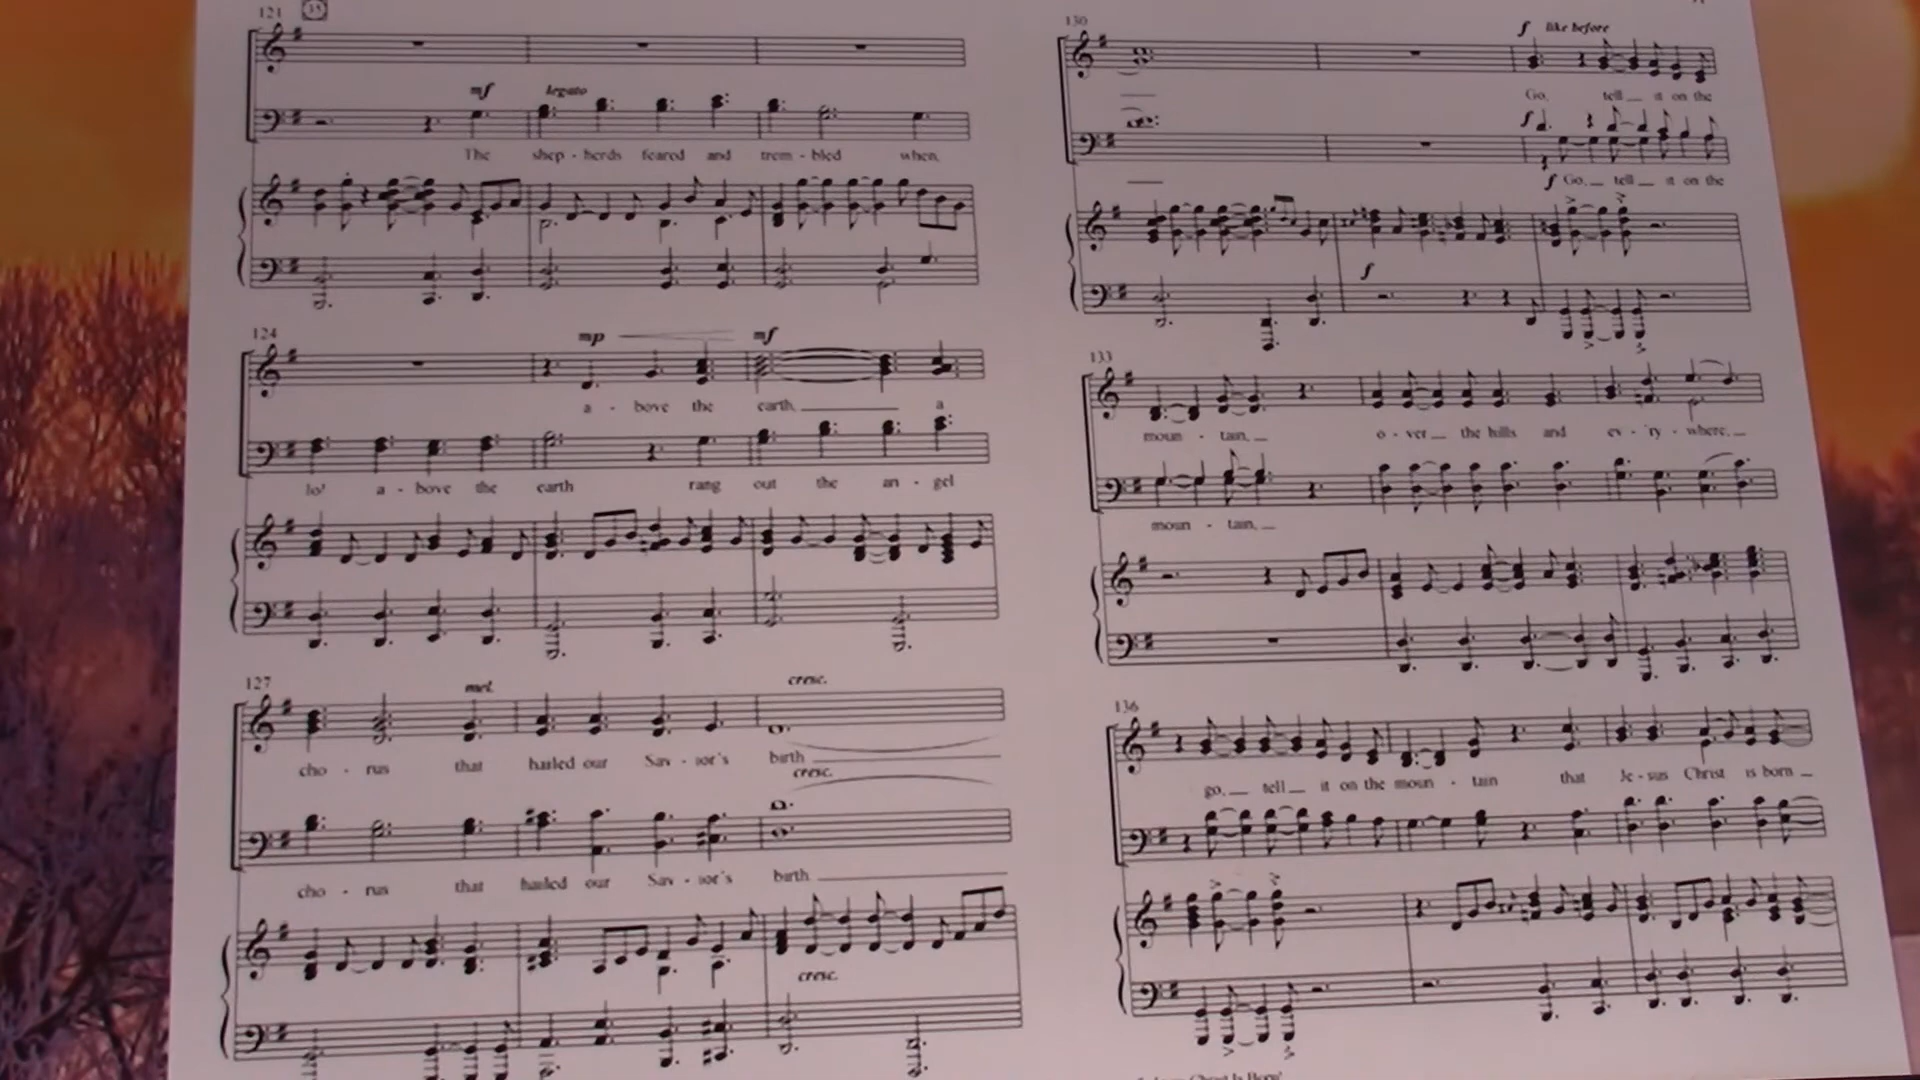 121 35
mf legato
The shep - herds feared and trem - bled when,
124
mp mf
a - bove the earth, a
lo! a - bove the earth rang out the an - gel
127
mel. cresc.
cho - rus that hailed our Sav - ior's birth
cresc.
cho - rus that hailed our Sav - ior's birth
cresc.
130
f like before
Go, tell it on the
f
f Go, tell it on the
f
133
moun - tain, o - ver the hills and ev - 'ry - where,
moun - tain,
136
go, tell it on the moun - tain that Je - sus Christ is born
Christ Is Born!